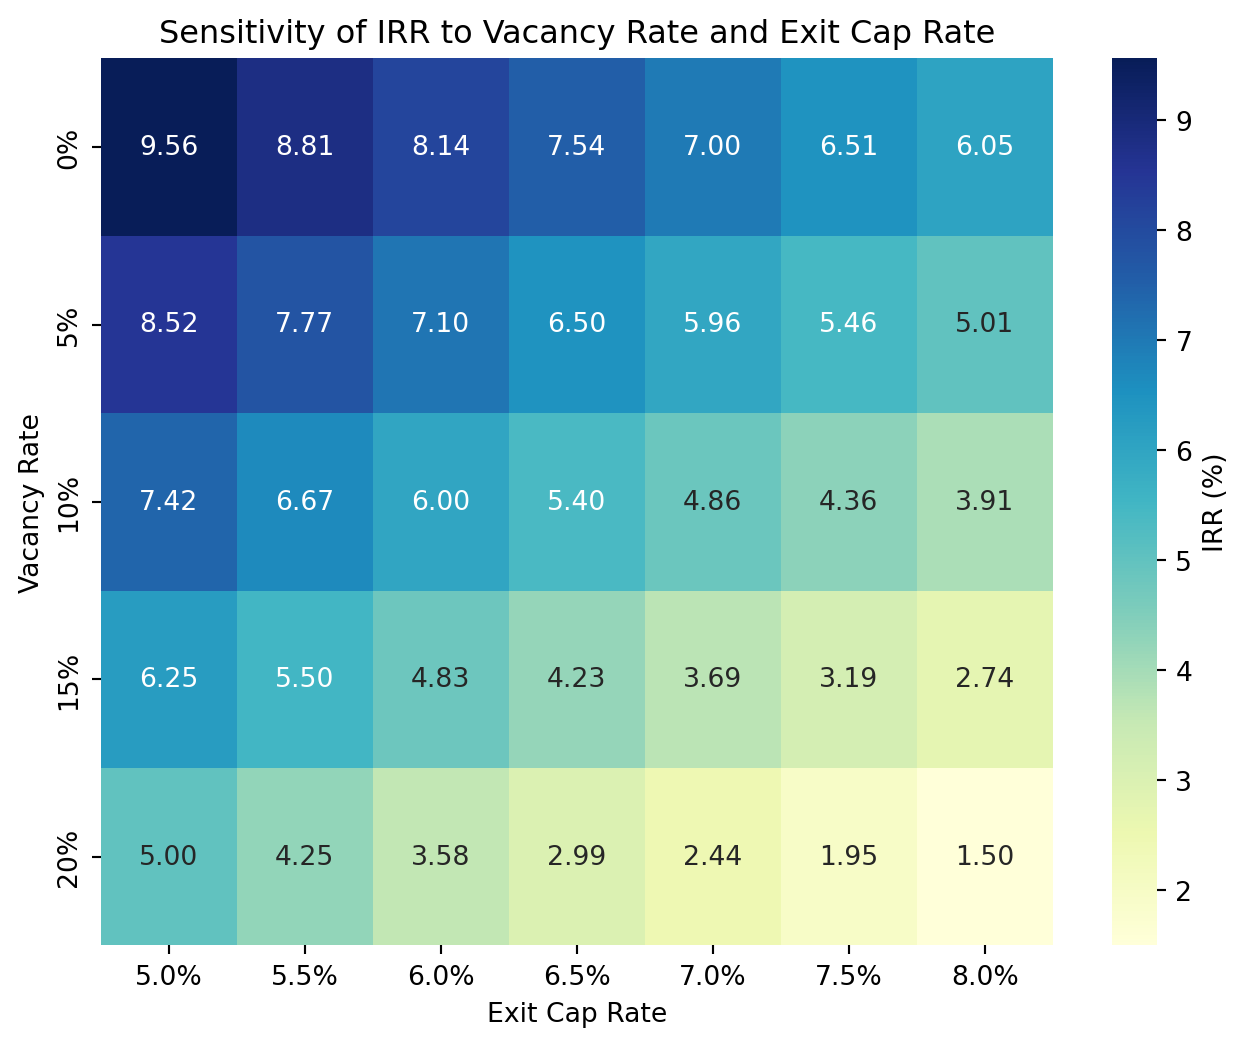 Sensitivity of IRR to Vacancy Rate and Exit Cap Rate
Vacancy Rate
0% 9.56 8.81 8.14 7.54 7.00 6.51 6.05
5% 8.52 7.77 7.10 6.50 5.96 5.46 5.01
10% 7.42 6.67 6.00 5.40 4.86 4.36 3.91
15% 6.25 5.50 4.83 4.23 3.69 3.19 2.74
20% 5.00 4.25 3.58 2.99 2.44 1.95 1.50
5.0% 5.5% 6.0% 6.5% 7.0% 7.5% 8.0%
Exit Cap Rate
9
8
7
6
5
4
3
2
IRR (%)